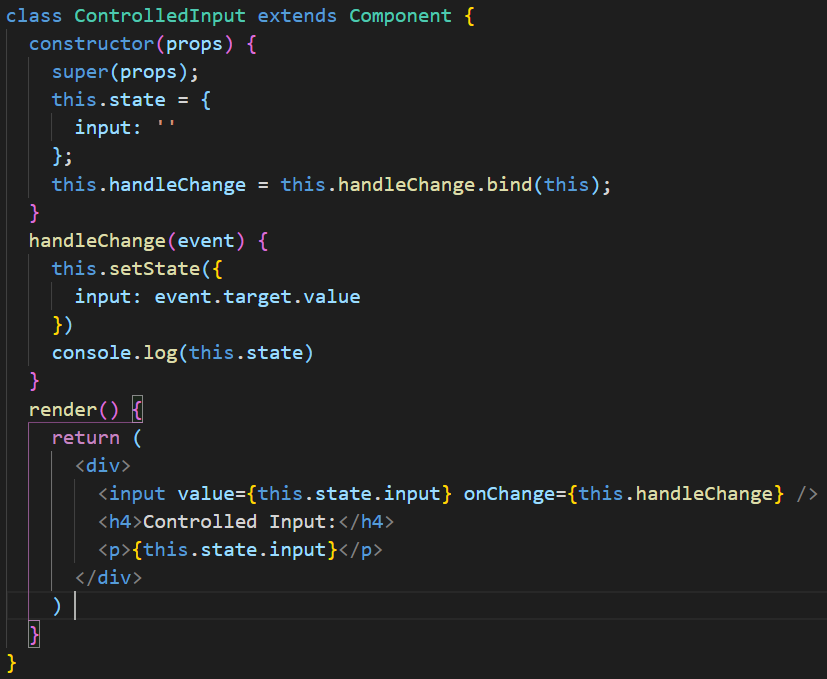 class ControlledInput extends Component {
  constructor(props) {
    super(props);
    this.state = {
      input: ''
    };
    this.handleChange = this.handleChange.bind(this);
  }
  handleChange(event) {
    this.setState({
      input: event.target.value
    })
    console.log(this.state)
  }
  render() {
    return (
      <div>
        <input value={this.state.input} onChange={this.handleChange} />
        <h4>Controlled Input:</h4>
        <p>{this.state.input}</p>
      </div>
    )
  }
}